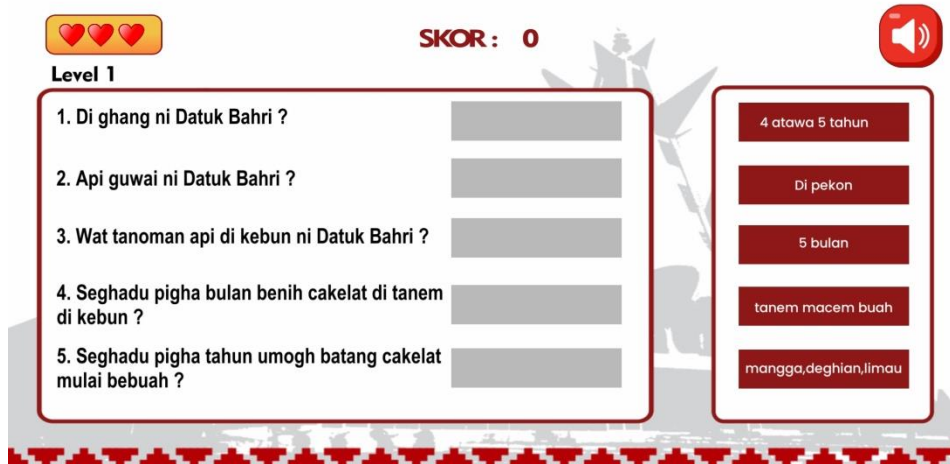 SKOR : 0
Level 1
1. Di ghang ni Datuk Bahri ?
2. Api guwai ni Datuk Bahri ?
3. Wat tanoman api di kebun ni Datuk Bahri ?
4. Seghadu pigha bulan benih cakelat di tanem
di kebun ?
5. Seghadu pigha tahun umogh batang cakelat
mulai bebuah ?
4 atawa 5 tahun
Di pekon
5 bulan
tanem macem buah
mangga,deghian,limau